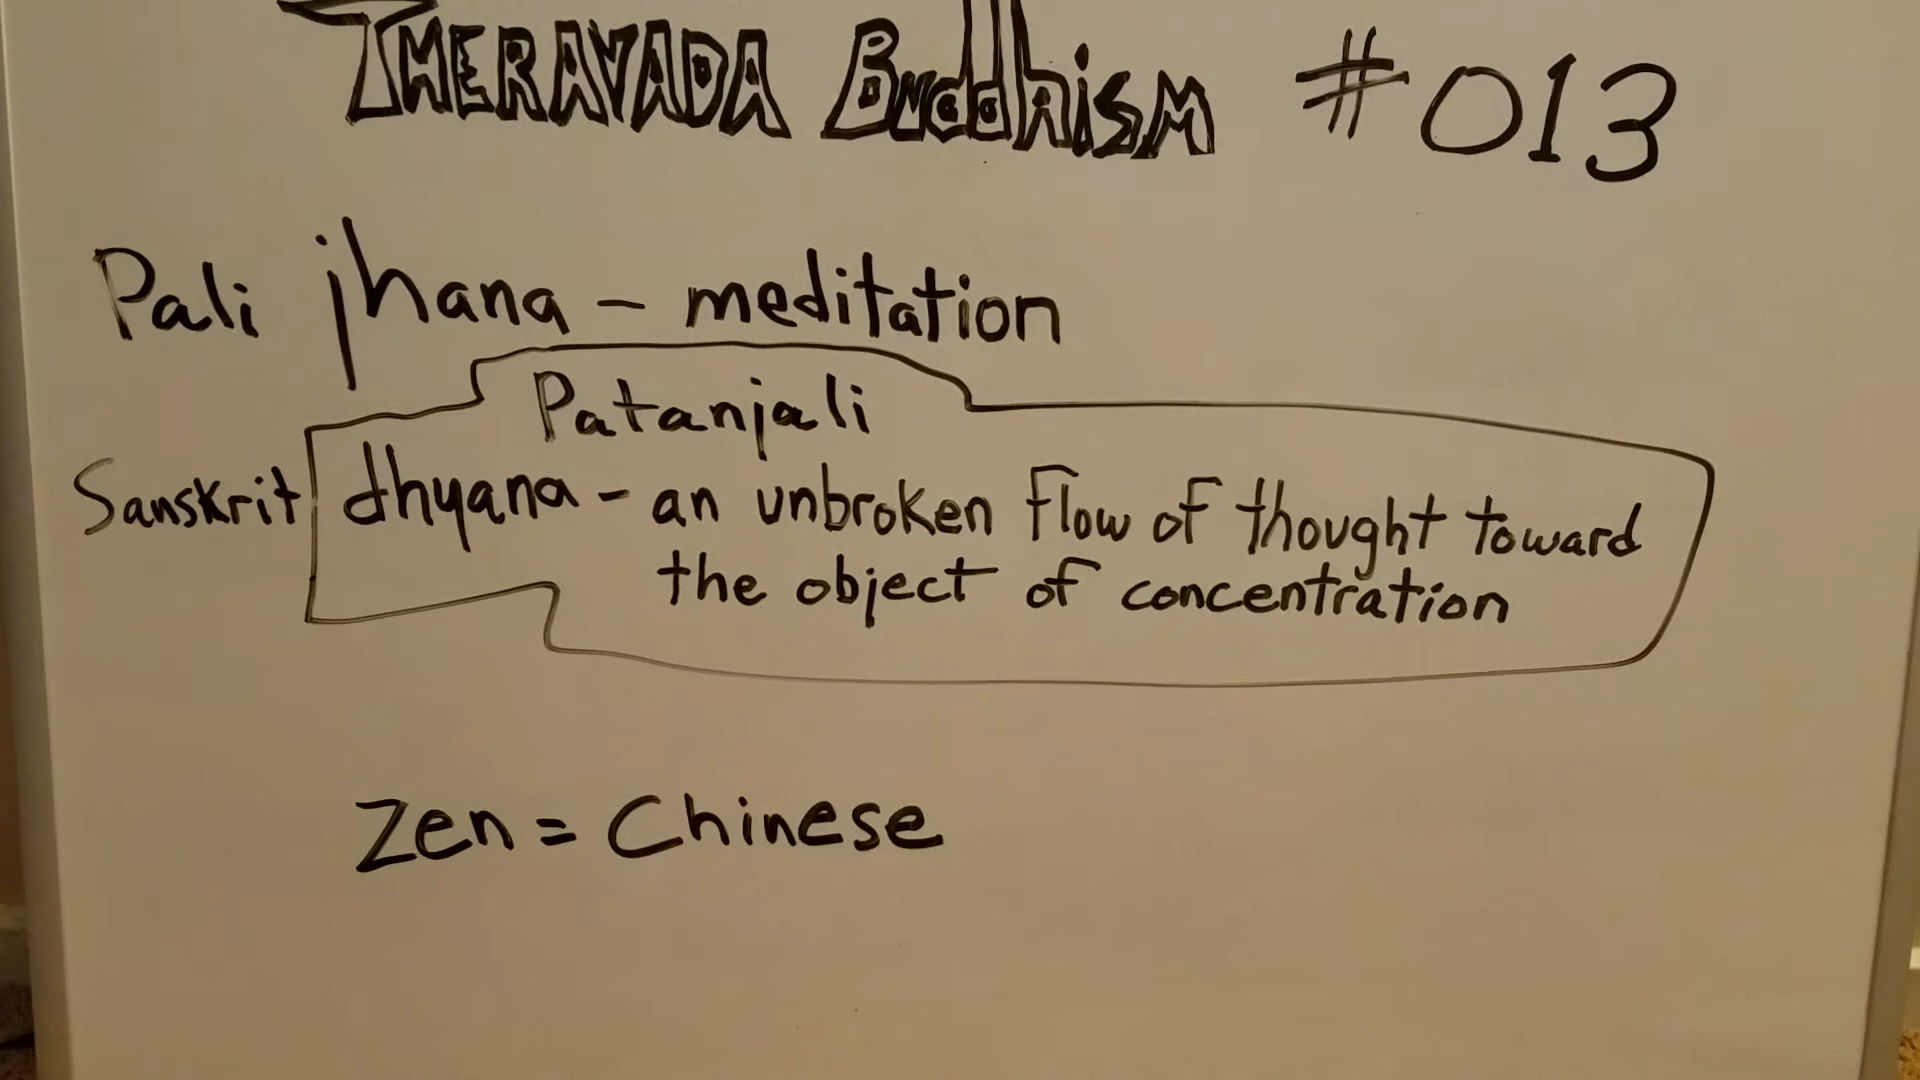 THERAVADA Buddhism #013
Pali jhana – meditation
Patanjali
Sanskrit dhyana – an unbroken flow of thought toward
the object of concentration
Zen = Chinese